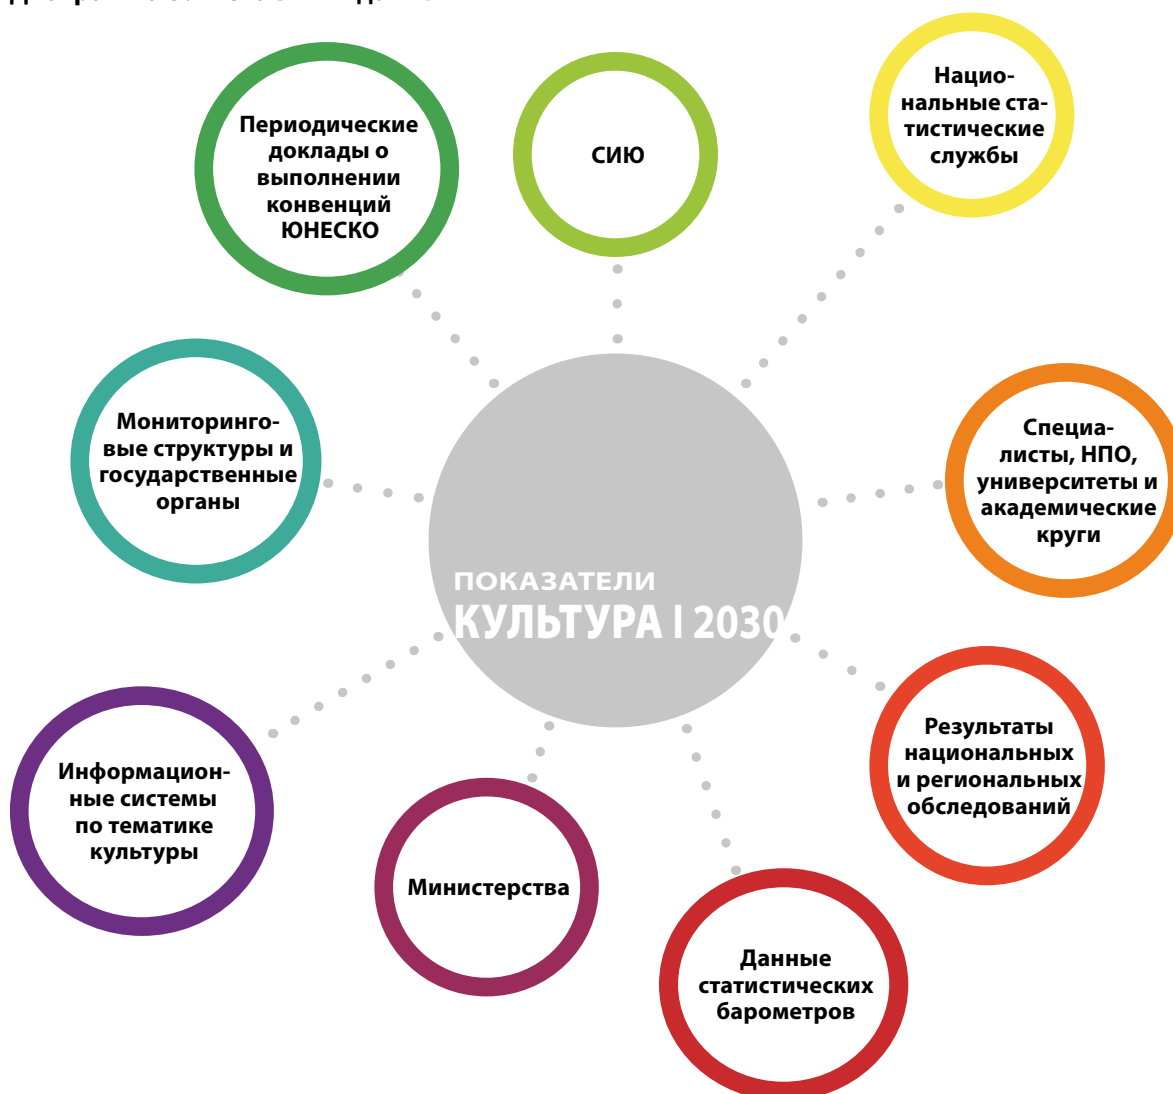 Периодические
доклады о
выполнении
конвенций
ЮНЕСКО
СИЮ
Нацио-
нальные ста-
тистические
службы
Мониторинго-
вые структуры и
государственные
органы
Специа-
листы, НПО,
университеты и
академические
круги
ПОКАЗАТЕЛИ
КУЛЬТУРА | 2030
Информацион-
ные системы
по тематике
культуры
Министерства
Результаты
национальных
и региональных
обследований
Данные
статистических
барометров